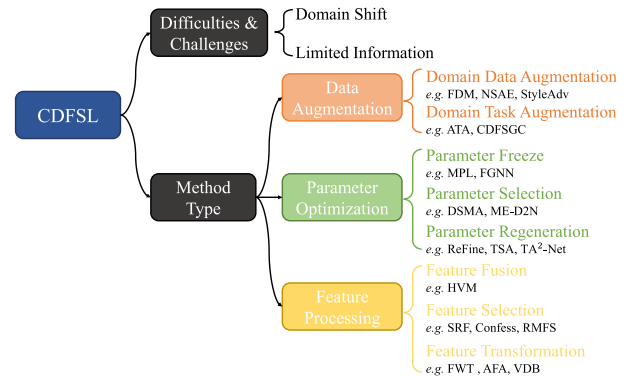 CDFSL
Difficulties &
Challenges
Domain Shift
Limited Information
Method
Type
Data
Augmentation
Domain Data Augmentation
e.g. FDM, NSAE, StyleAdv
Domain Task Augmentation
e.g. ATA, CDFSGC
Parameter
Optimization
Parameter Freeze
e.g. MPL, FGNN
Parameter Selection
e.g. DSMA, ME-D2N
Parameter Regeneration
e.g. ReFine, TSA, TA²-Net
Feature
Processing
Feature Fusion
e.g. HVM
Feature Selection
e.g. SRF, Confess, RMFS
Feature Transformation
e.g. FWT , AFA, VDB